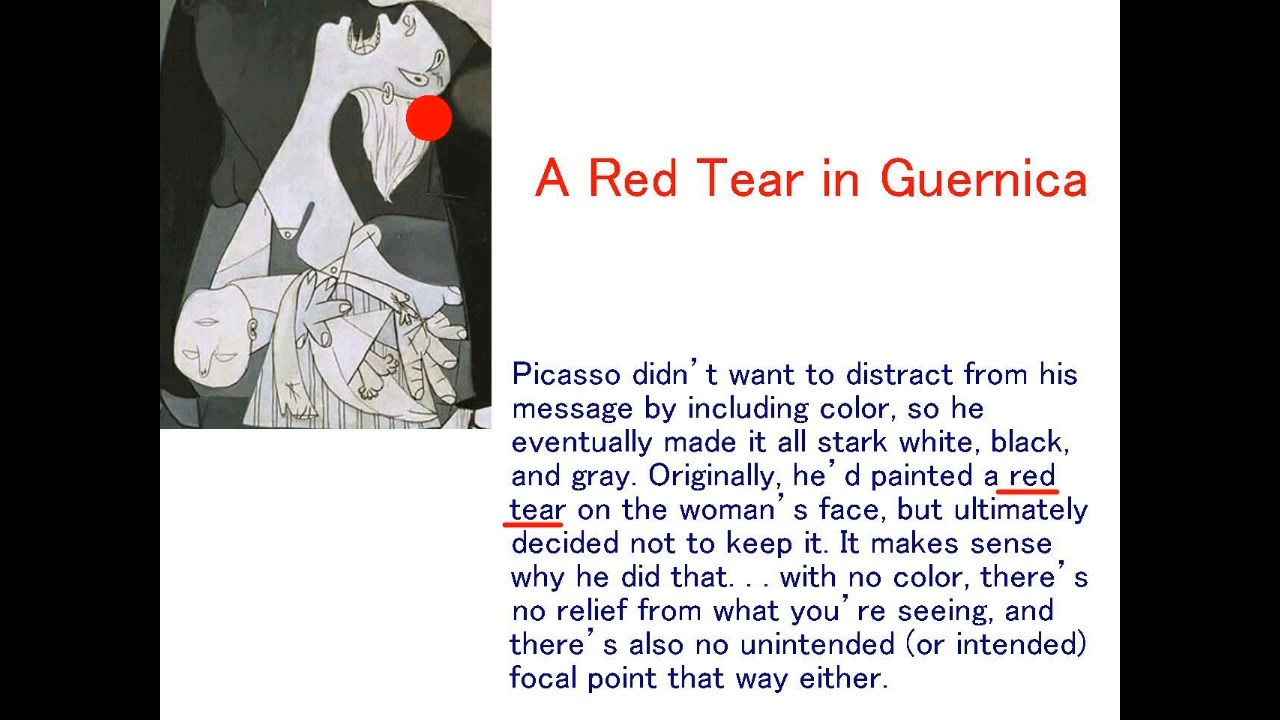 A Red Tear in Guernica
Picasso didn’t want to distract from his
message by including color, so he
eventually made it all stark white, black,
and gray. Originally, he’d painted a red
tear on the woman’s face, but ultimately
decided not to keep it. It makes sense
why he did that. . . with no color, there’s
no relief from what you’re seeing, and
there’s also no unintended (or intended)
focal point that way either.